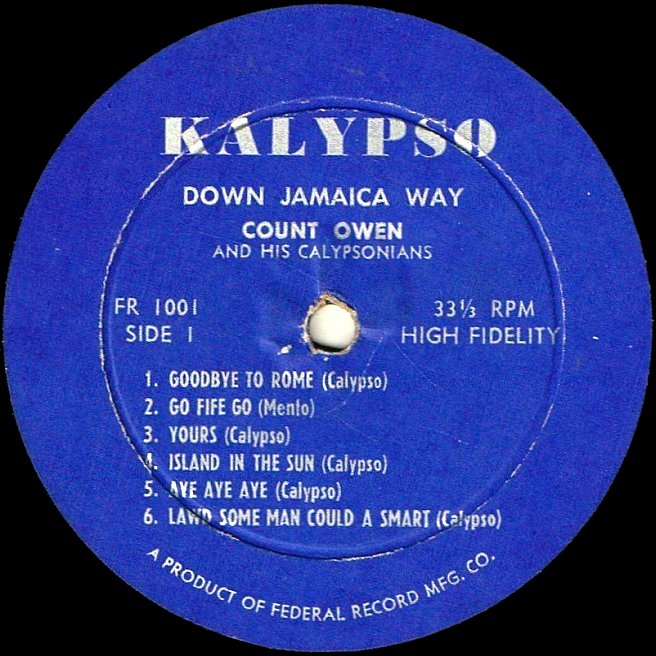 KALYPSO
DOWN JAMAICA WAY
COUNT OWEN
AND HIS CALYPSONIANS
FR 1001
SIDE 1
33⅓ RPM
HIGH FIDELITY
1. GOODBYE TO ROME (Calypso)
2. GO FIFE GO (Mento)
3. YOURS (Calypso)
4. ISLAND IN THE SUN (Calypso)
5. AYE AYE AYE (Calypso)
6. LAWD SOME MAN COULD A SMART (Calypso)
A PRODUCT OF FEDERAL RECORD MFG. CO.